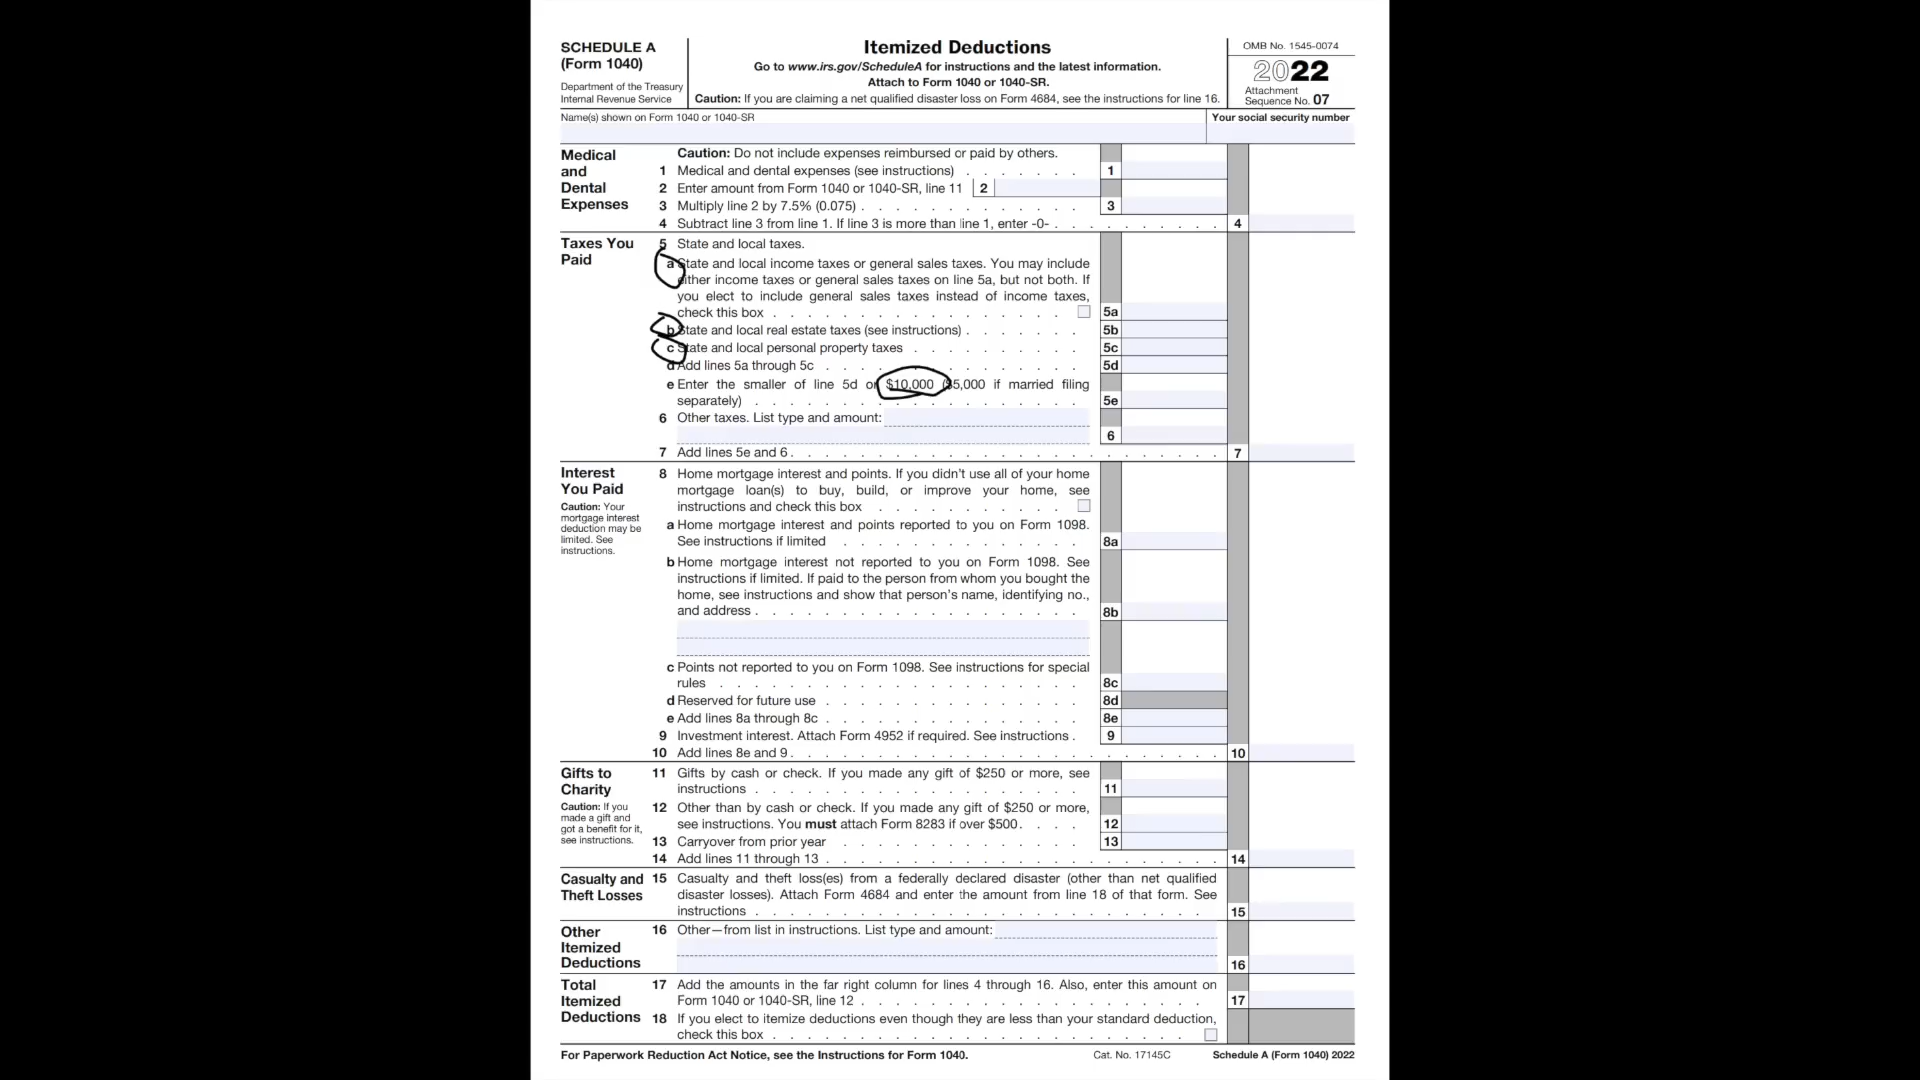 SCHEDULE A
(Form 1040)
Department of the Treasury
Internal Revenue Service
Itemized Deductions
Go to www.irs.gov/ScheduleA for instructions and the latest information.
Attach to Form 1040 or 1040-SR.
Caution: If you are claiming a net qualified disaster loss on Form 4684, see the instructions for line 16.
OMB No. 1545-0074
2022
Attachment
Sequence No. 07
Name(s) shown on Form 1040 or 1040-SR
Your social security number
Medical
and
Dental
Expenses
Caution: Do not include expenses reimbursed or paid by others.
1 Medical and dental expenses (see instructions) . . . . . . . 1
2 Enter amount from Form 1040 or 1040-SR, line 11 2
3 Multiply line 2 by 7.5% (0.075) . . . . . . . . . . . . . 3
4 Subtract line 3 from line 1. If line 3 is more than line 1, enter -0- . . . . . . . . . . 4
Taxes You
Paid
5 State and local taxes.
a State and local income taxes or general sales taxes. You may include
either income taxes or general sales taxes on line 5a, but not both. If
you elect to include general sales taxes instead of income taxes,
check this box . . . . . . . . . . . . . . . . . 5a
b State and local real estate taxes (see instructions) . . . . . . . 5b
c State and local personal property taxes . . . . . . . . . . 5c
d Add lines 5a through 5c . . . . . . . . . . . . . . . 5d
e Enter the smaller of line 5d or $10,000 ($5,000 if married filing
separately) . . . . . . . . . . . . . . . . . . . 5e
6 Other taxes. List type and amount:
6
7 Add lines 5e and 6 . . . . . . . . . . . . . . . . . . . . . . . . . 7
Interest
You Paid
Caution: Your
mortgage interest
deduction may be
limited. See
instructions.
8 Home mortgage interest and points. If you didn't use all of your home
mortgage loan(s) to buy, build, or improve your home, see
instructions and check this box . . . . . . . . . . .
a Home mortgage interest and points reported to you on Form 1098.
See instructions if limited . . . . . . . . . . . . . . 8a
b Home mortgage interest not reported to you on Form 1098. See
instructions if limited. If paid to the person from whom you bought the
home, see instructions and show that person's name, identifying no.,
and address . . . . . . . . . . . . . . . . . . . 8b
c Points not reported to you on Form 1098. See instructions for special
rules . . . . . . . . . . . . . . . . . . . . . 8c
d Reserved for future use . . . . . . . . . . . . . . . 8d
e Add lines 8a through 8c . . . . . . . . . . . . . . . 8e
9 Investment interest. Attach Form 4952 if required. See instructions . 9
10 Add lines 8e and 9 . . . . . . . . . . . . . . . . . . . . . . . . . 10
Gifts to
Charity
Caution: If you
made a gift and
got a benefit for it,
see instructions.
11 Gifts by cash or check. If you made any gift of $250 or more, see
instructions . . . . . . . . . . . . . . . . . . . 11
12 Other than by cash or check. If you made any gift of $250 or more,
see instructions. You must attach Form 8283 if over $500 . . . . 12
13 Carryover from prior year . . . . . . . . . . . . . . 13
14 Add lines 11 through 13 . . . . . . . . . . . . . . . . . . . . . . . 14
Casualty and
Theft Losses
15 Casualty and theft loss(es) from a federally declared disaster (other than net qualified
disaster losses). Attach Form 4684 and enter the amount from line 18 of that form. See
instructions . . . . . . . . . . . . . . . . . . . . . . . . . 15
Other
Itemized
Deductions
16 Other—from list in instructions. List type and amount:
16
Total
Itemized
Deductions
17 Add the amounts in the far right column for lines 4 through 16. Also, enter this amount on
Form 1040 or 1040-SR, line 12 . . . . . . . . . . . . . . . . . . . 17
18 If you elect to itemize deductions even though they are less than your standard deduction,
check this box . . . . . . . . . . . . . . . . . . . . . . . .
For Paperwork Reduction Act Notice, see the Instructions for Form 1040.
Cat. No. 17145C
Schedule A (Form 1040) 2022